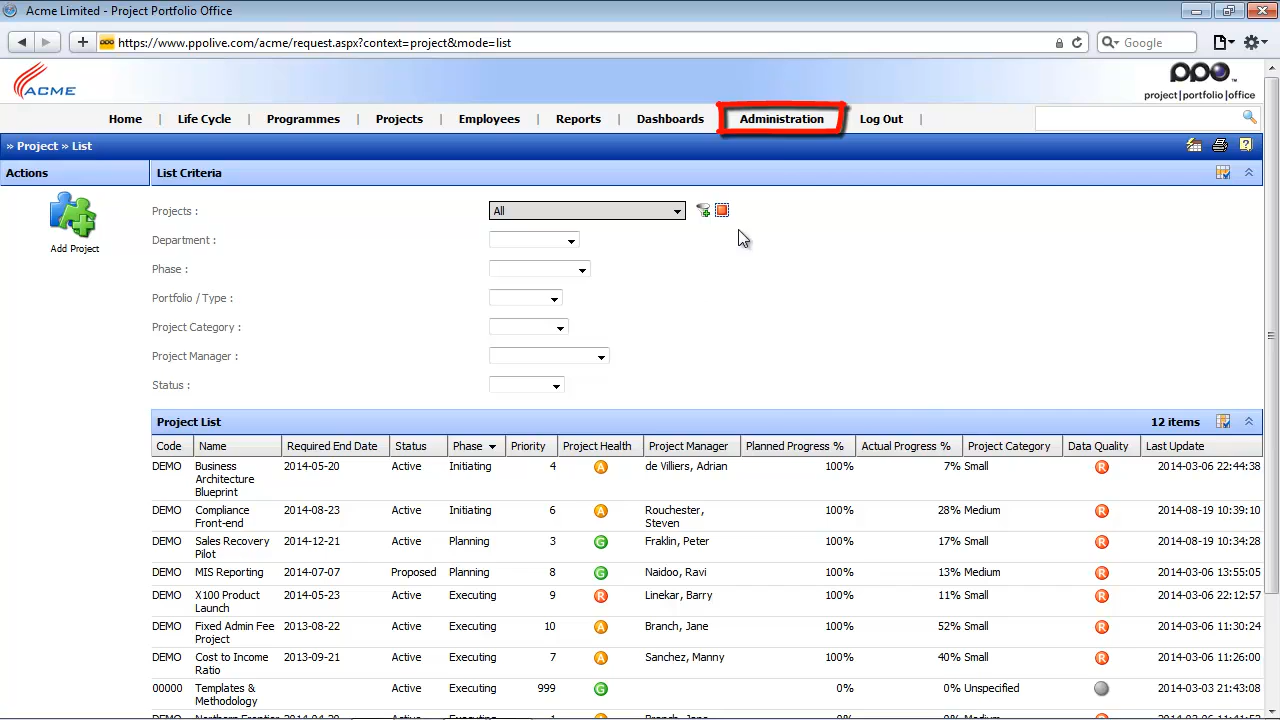 Acme Limited - Project Portfolio Office
https://www.ppolive.com/acme/request.aspx?context=project&mode=list
Google
ACME
ppo
project|portfolio|office
Home | Life Cycle | Programmes | Projects | Employees | Reports | Dashboards | Administration | Log Out |
» Project » List
Actions
List Criteria
Add Project
Projects :
All
Department :
Phase :
Portfolio / Type :
Project Category :
Project Manager :
Status :
Project List
12 items
Code Name Required End Date Status Phase Priority Project Health Project Manager Planned Progress % Actual Progress % Project Category Data Quality Last Update
DEMO Business 2014-05-20 Active Initiating 4 A de Villiers, Adrian 100% 7% Small R 2014-03-06 22:44:38
Architecture
Blueprint
DEMO Compliance 2014-08-23 Active Initiating 6 A Rouchester, 100% 28% Medium R 2014-08-19 10:39:10
Front-end Steven
DEMO Sales Recovery 2014-12-21 Active Planning 3 G Fraklin, Peter 100% 17% Small R 2014-08-19 10:34:28
Pilot
DEMO MIS Reporting 2014-07-07 Proposed Planning 8 G Naidoo, Ravi 100% 13% Medium R 2014-03-06 13:55:05
DEMO X100 Product 2014-05-23 Active Executing 9 R Linekar, Barry 100% 11% Small R 2014-03-06 22:12:57
Launch
DEMO Fixed Admin Fee 2013-08-22 Active Executing 10 A Branch, Jane 100% 52% Small R 2014-03-06 11:30:24
Project
DEMO Cost to Income 2013-09-21 Active Executing 7 A Sanchez, Manny 100% 40% Small R 2014-03-06 11:26:00
Ratio
00000 Templates & Active Executing 999 G 0% 0% Unspecified 2014-03-03 21:43:08
Methodology